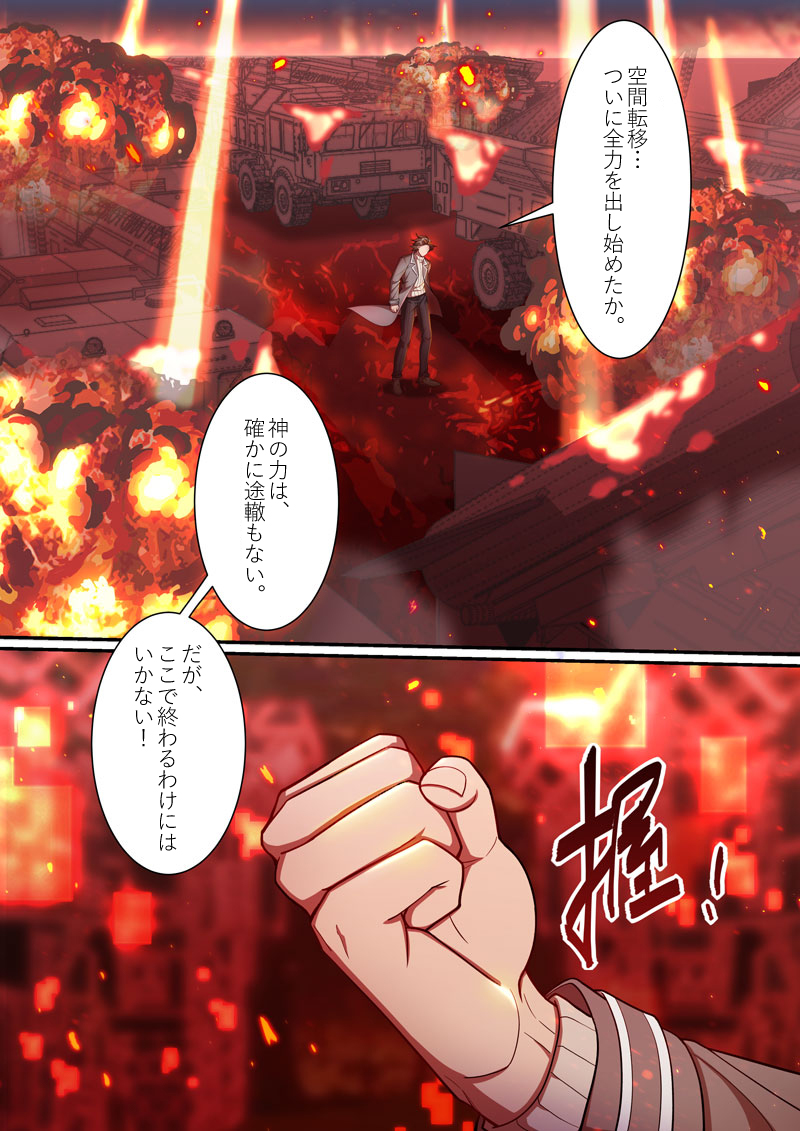 空間転移…
ついに全力を出し始めたか。
神の力は、
確かに途轍もない。
だが、
ここで終わるわけには
いかない！
握！